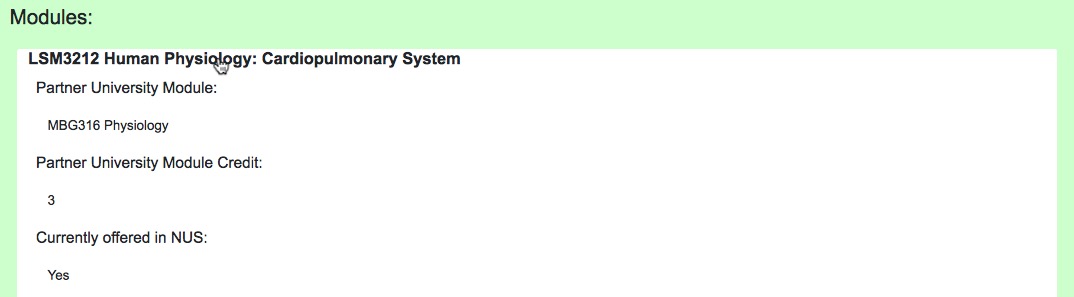 Modules:
LSM3212 Human Physiology: Cardiopulmonary System
Partner University Module:
MBG316 Physiology
Partner University Module Credit:
3
Currently offered in NUS:
Yes